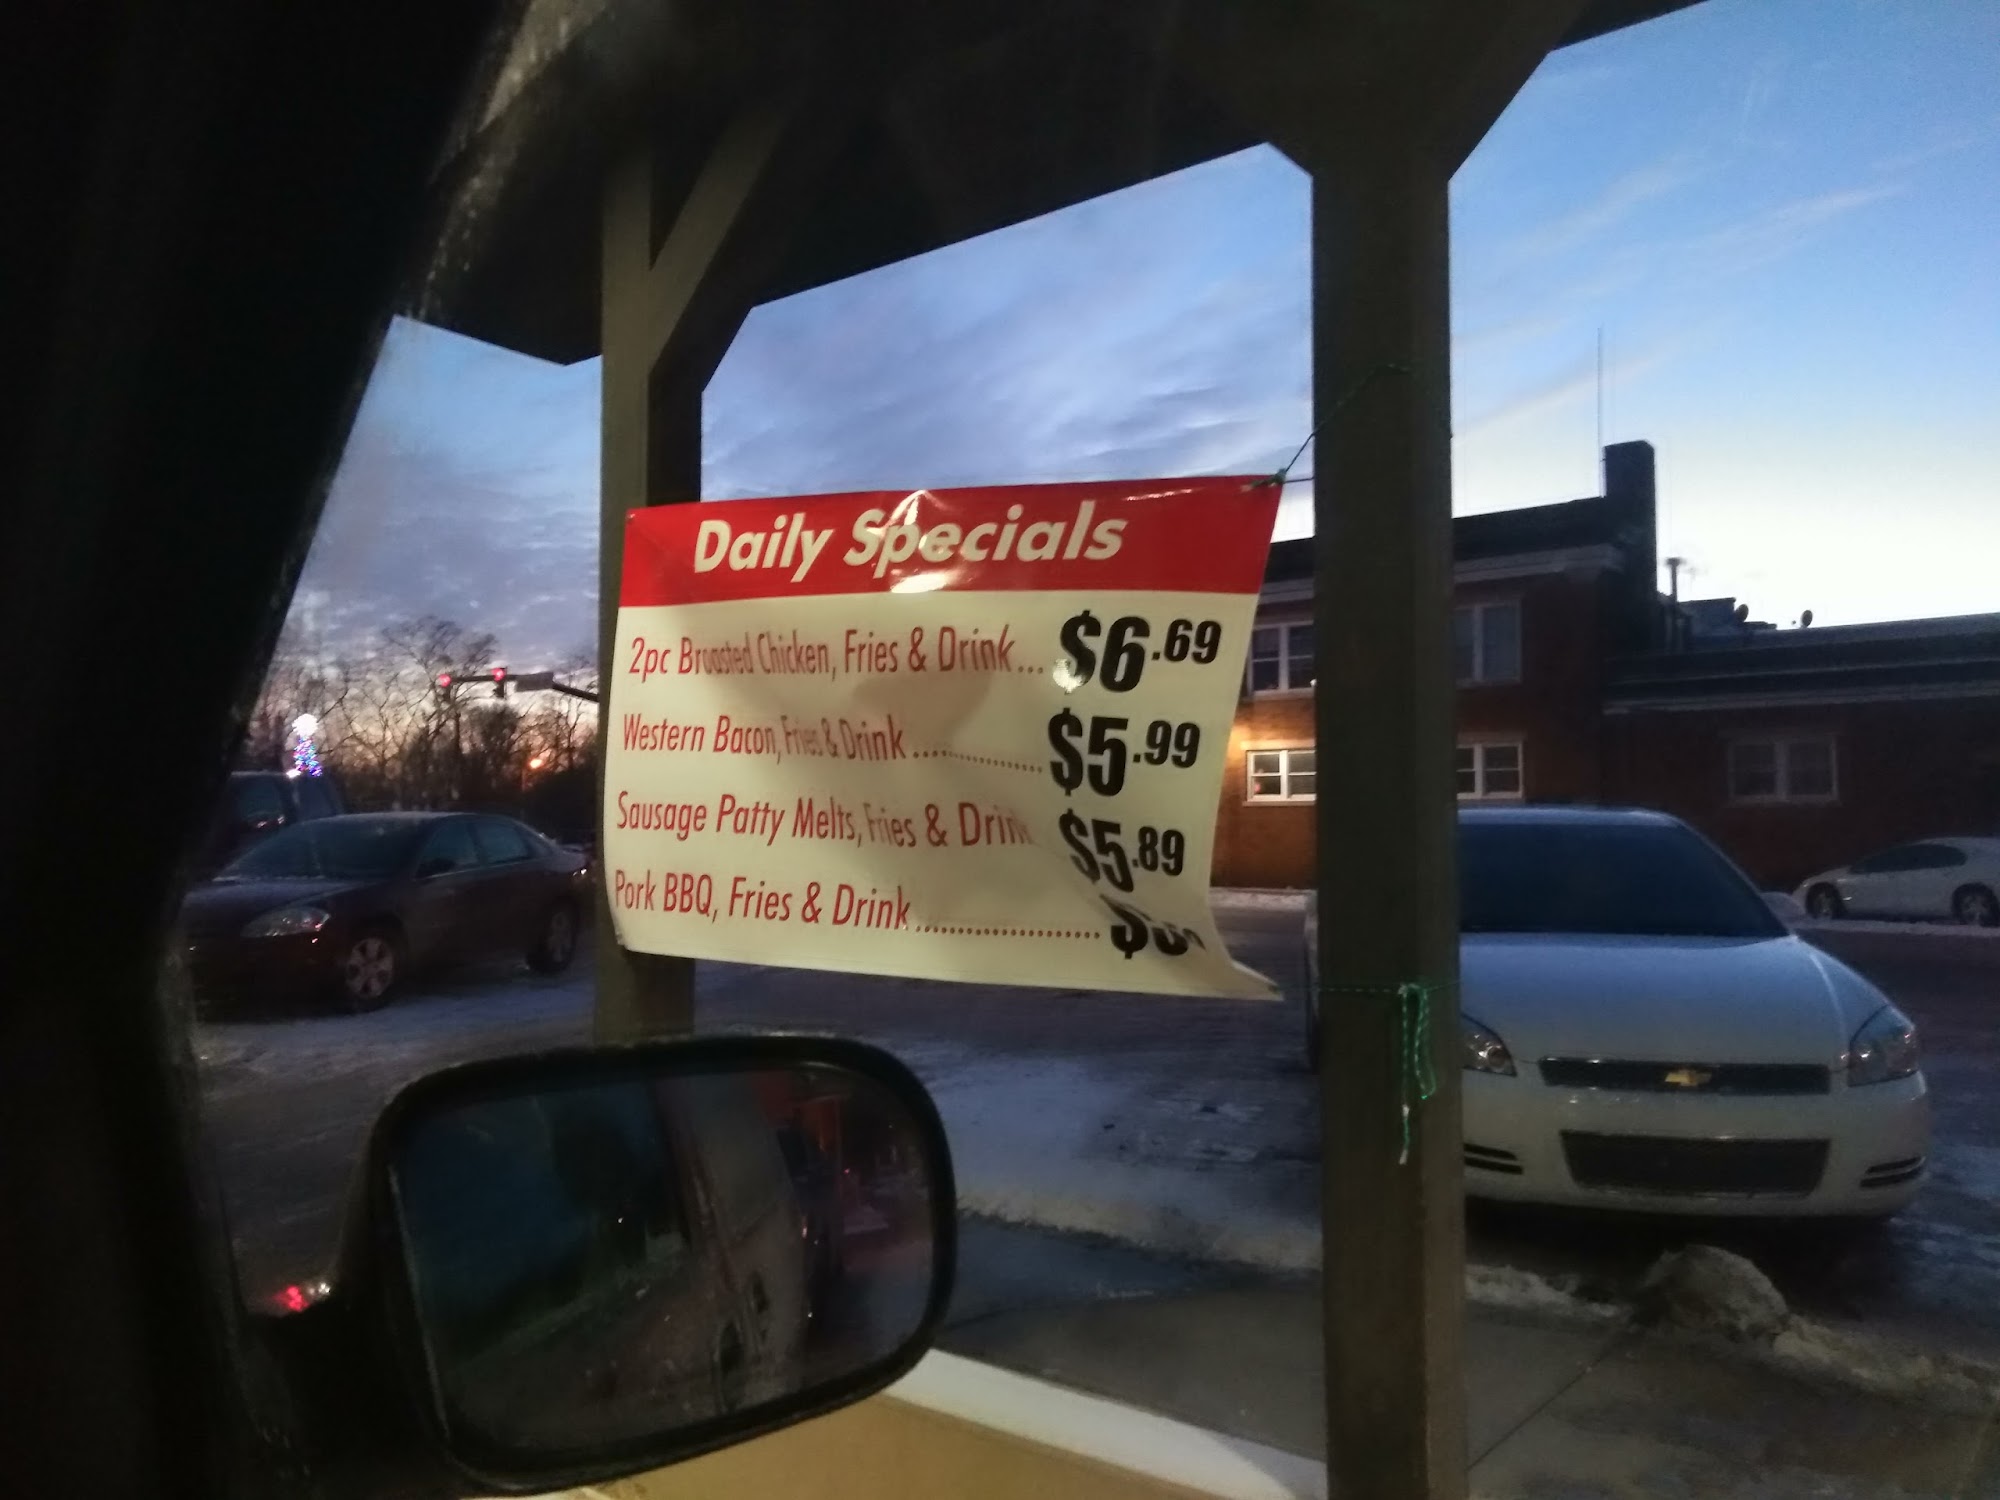 Daily Specials
2pc Broasted Chicken, Fries & Drink... $6.69
Western Bacon, Fries & Drink .................. $5.99
Sausage Patty Melts, Fries & Drink $5.89
Pork BBQ, Fries & Drink .......................